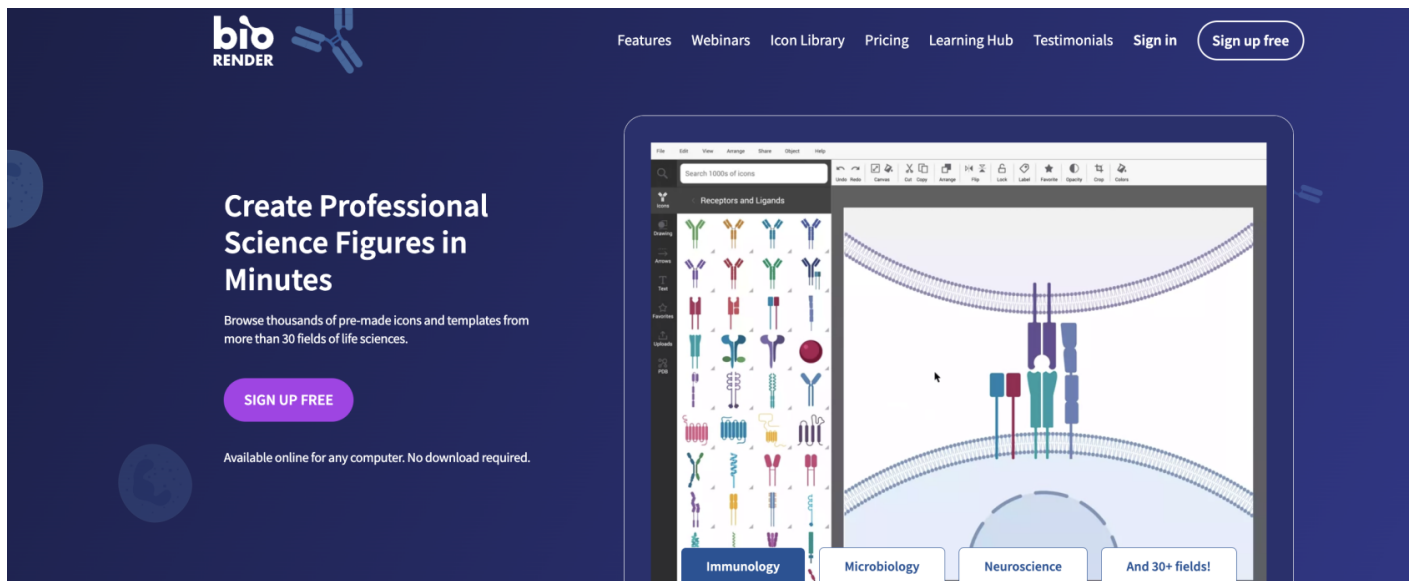 bio
RENDER
Features Webinars Icon Library Pricing Learning Hub Testimonials Sign in Sign up free
Create Professional
Science Figures in
Minutes
Browse thousands of pre-made icons and templates from
more than 30 fields of life sciences.
SIGN UP FREE
Available online for any computer. No download required.
File Edit View Arrange Share Object Help
Search 1000s of icons
Undo Redo Canvas Cut Copy Arrange Flip Lock Label Favorite Opacity Crop Colors
Icons
Receptors and Ligands
Drawing
Arrows
Text
Favorites
Uploads
PDB
Immunology Microbiology Neuroscience And 30+ fields!